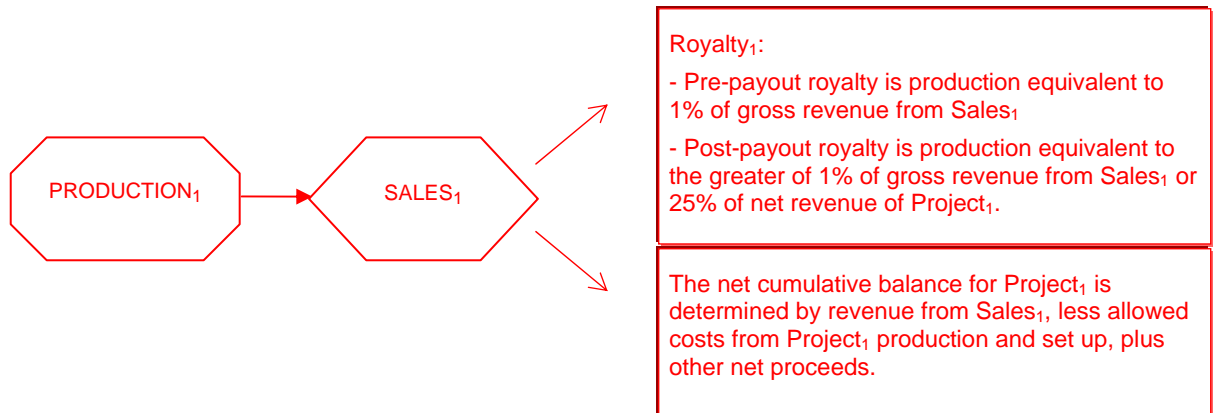 PRODUCTION₁
SALES₁
Royalty₁:
- Pre-payout royalty is production equivalent to
1% of gross revenue from Sales₁
- Post-payout royalty is production equivalent to
the greater of 1% of gross revenue from Sales₁ or
25% of net revenue of Project₁.
The net cumulative balance for Project₁ is
determined by revenue from Sales₁, less allowed
costs from Project₁ production and set up, plus
other net proceeds.